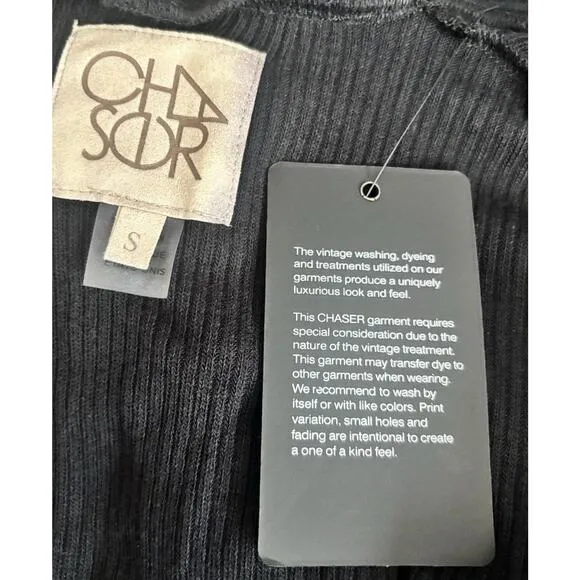 CHA
SER
S
The vintage washing, dyeing
and treatments utilized on our
garments produce a uniquely
luxurious look and feel.
This CHASER garment requires
special consideration due to the
nature of the vintage treatment.
This garment may transfer dye to
other garments when wearing.
We recommend to wash by
itself or with like colors. Print
variation, small holes and
fading are intentional to create
a one of a kind feel.